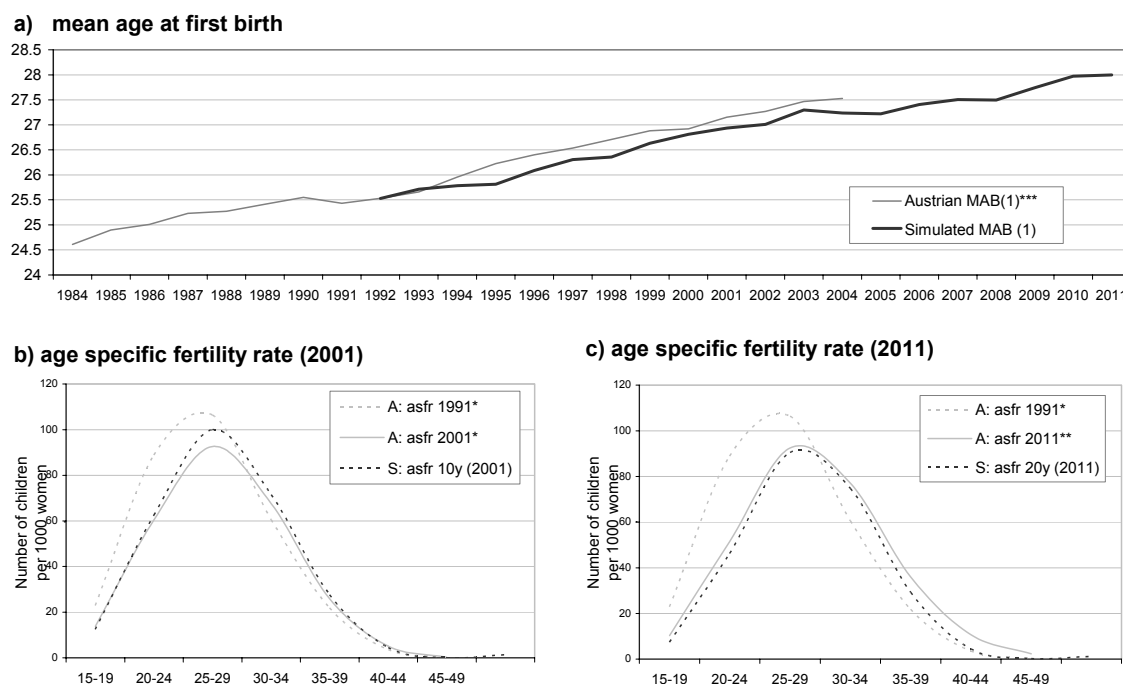 a) mean age at first birth
28.5
28
27.5
27
26.5
26
25.5
25
24.5
24
Austrian MAB(1)***
Simulated MAB (1)
1984 1985 1986 1987 1988 1989 1990 1991 1992 1993 1994 1995 1996 1997 1998 1999 2000 2001 2002 2003 2004 2005 2006 2007 2008 2009 2010 2011
b) age specific fertility rate (2001)
Number of children
per 1000 women
120
100
80
60
40
20
0
A: asfr 1991*
A: asfr 2001*
S: asfr 10y (2001)
15-19 20-24 25-29 30-34 35-39 40-44 45-49
c) age specific fertility rate (2011)
Number of children
per 1000 women
120
100
80
60
40
20
0
A: asfr 1991*
A: asfr 2011**
S: asfr 20y (2011)
15-19 20-24 25-29 30-34 35-39 40-44 45-49